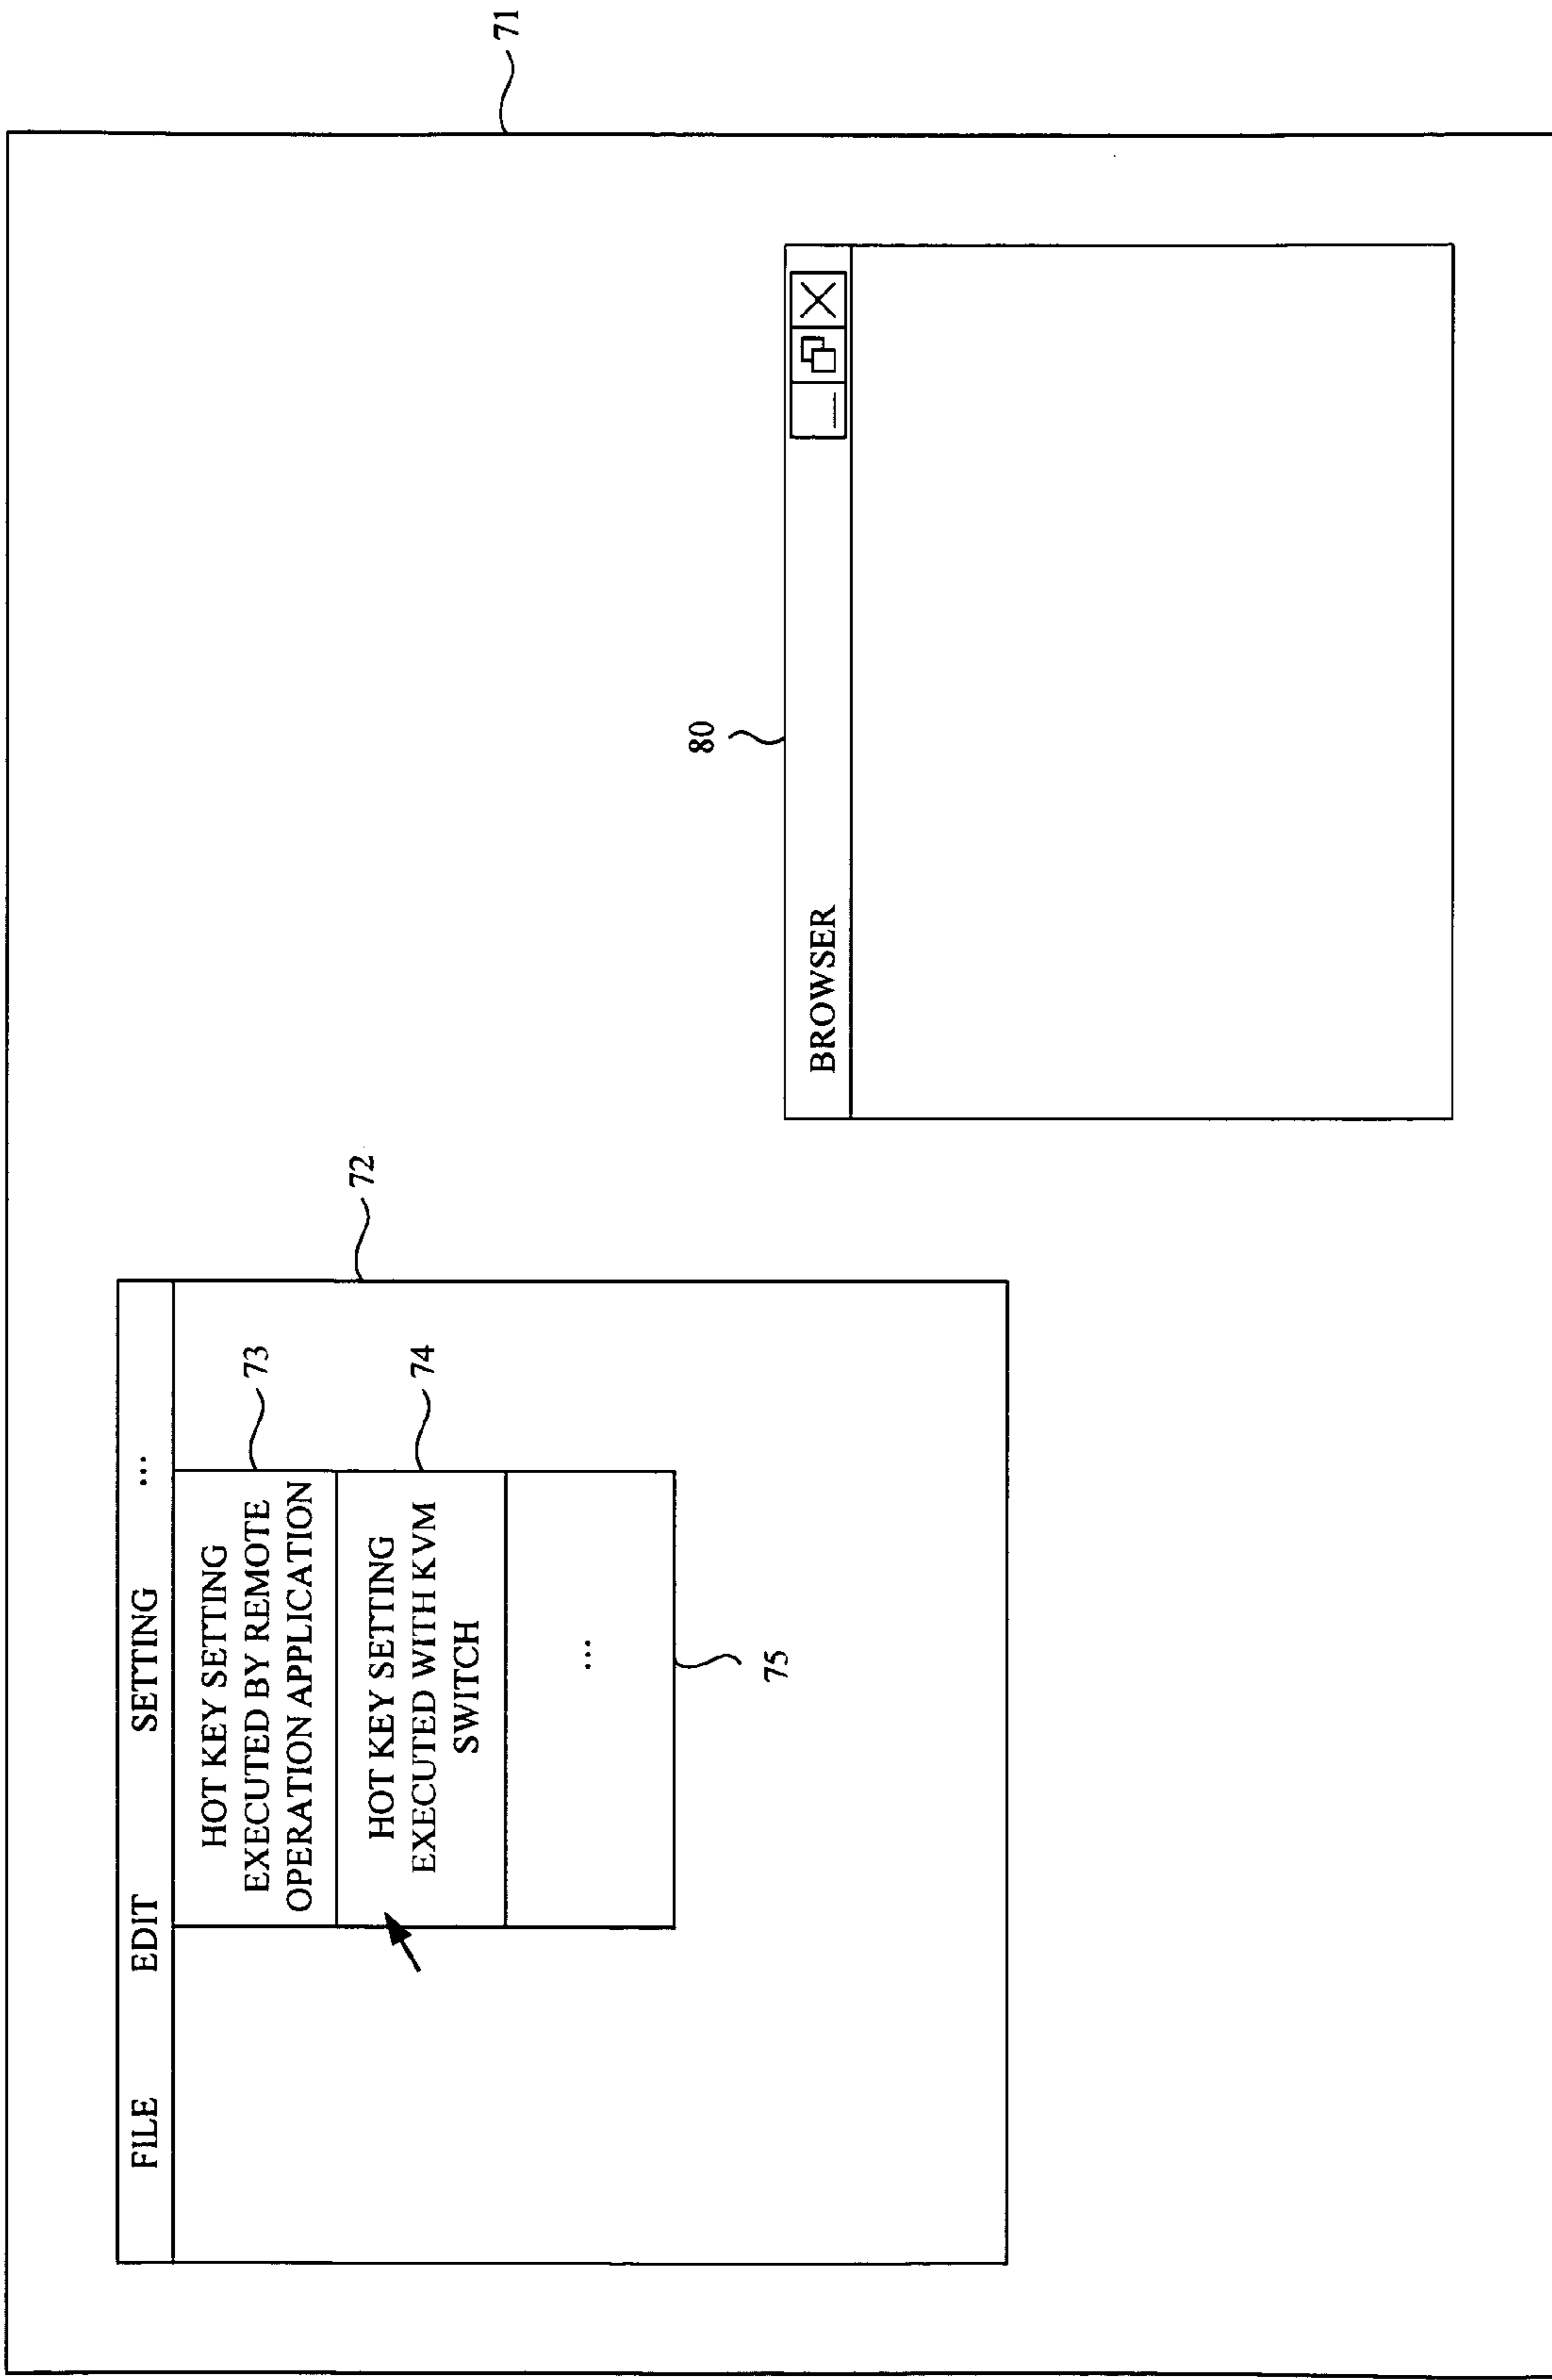 71
FILE EDIT SETTING ...
72
HOT KEY SETTING
EXECUTED BY REMOTE
OPERATION APPLICATION
73
HOT KEY SETTING
EXECUTED WITH KVM
SWITCH
74
...
75
80
BROWSER